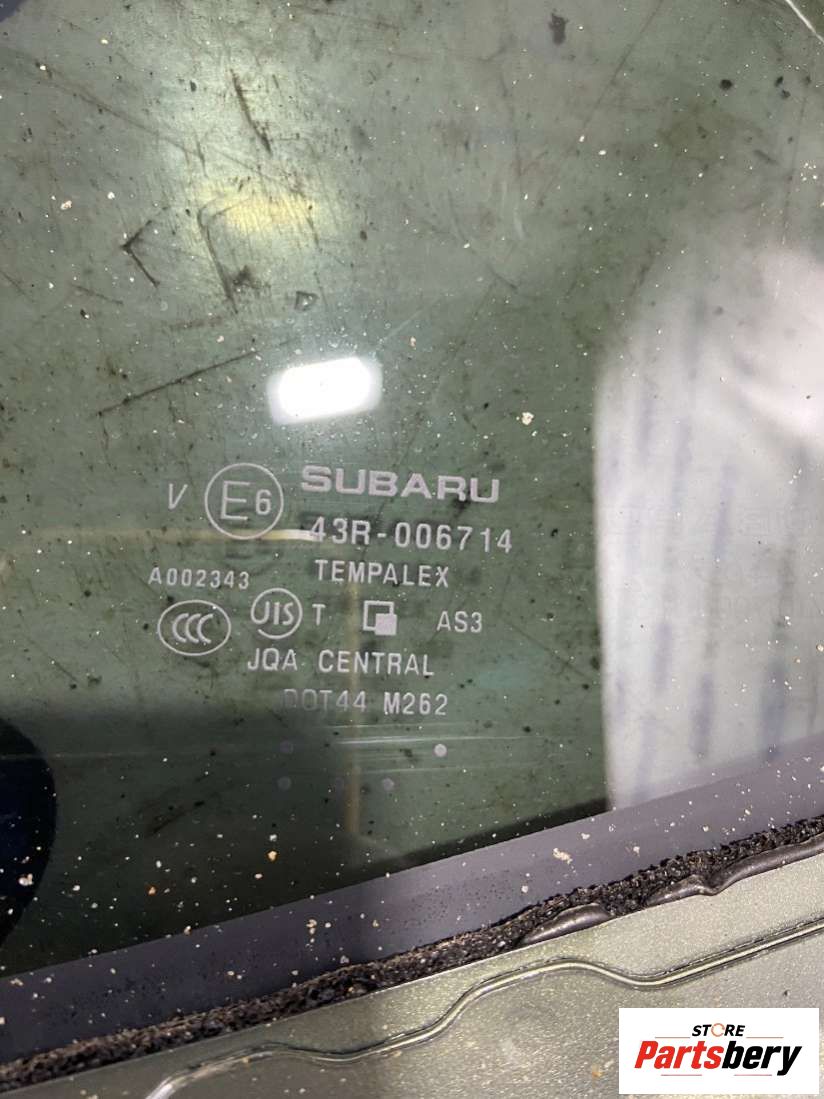 SUBARU
V E6
43R-006714
TEMPALEX
A002343
CCC JIS T AS3
JQA CENTRAL
DOT44 M262
STORE
Partsbery